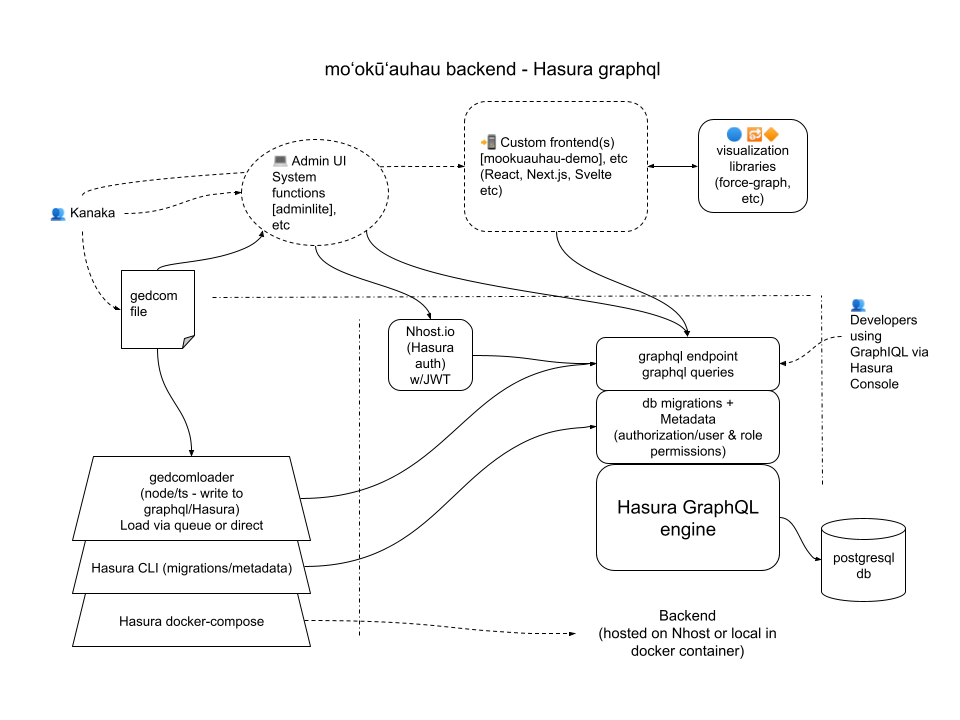 moʻokūʻauhau backend - Hasura graphql
Custom frontend(s)
[mookuauhau-demo], etc
(React, Next.js, Svelte
etc)
visualization
libraries
(force-graph,
etc)
Admin UI
System
functions
[adminlite],
etc
Kanaka
gedcom
file
Nhost.io
(Hasura
auth)
w/JWT
graphql endpoint
graphql queries
Developers
using
GraphIQL via
Hasura
Console
db migrations +
Metadata
(authorization/user & role
permissions)
gedcomloader
(node/ts - write to
graphql/Hasura)
Load via queue or direct
Hasura GraphQL
engine
Hasura CLI (migrations/metadata)
postgresql
db
Hasura docker-compose
Backend
(hosted on Nhost or local in
docker container)